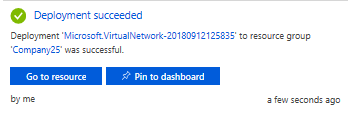 Deployment succeeded
Deployment 'Microsoft.VirtualNetwork-20180912125835' to resource group
'Company25' was successful.
Go to resource
Pin to dashboard
by me
a few seconds ago